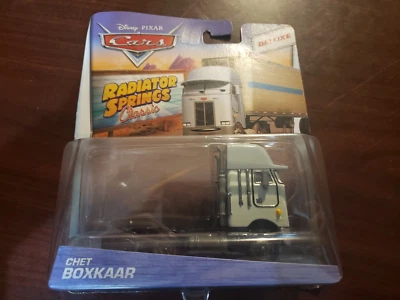 Disney · PIXAR
Cars
DELUXE
RADIATOR
SPRINGS
Classic
CHET
BOXKAAR